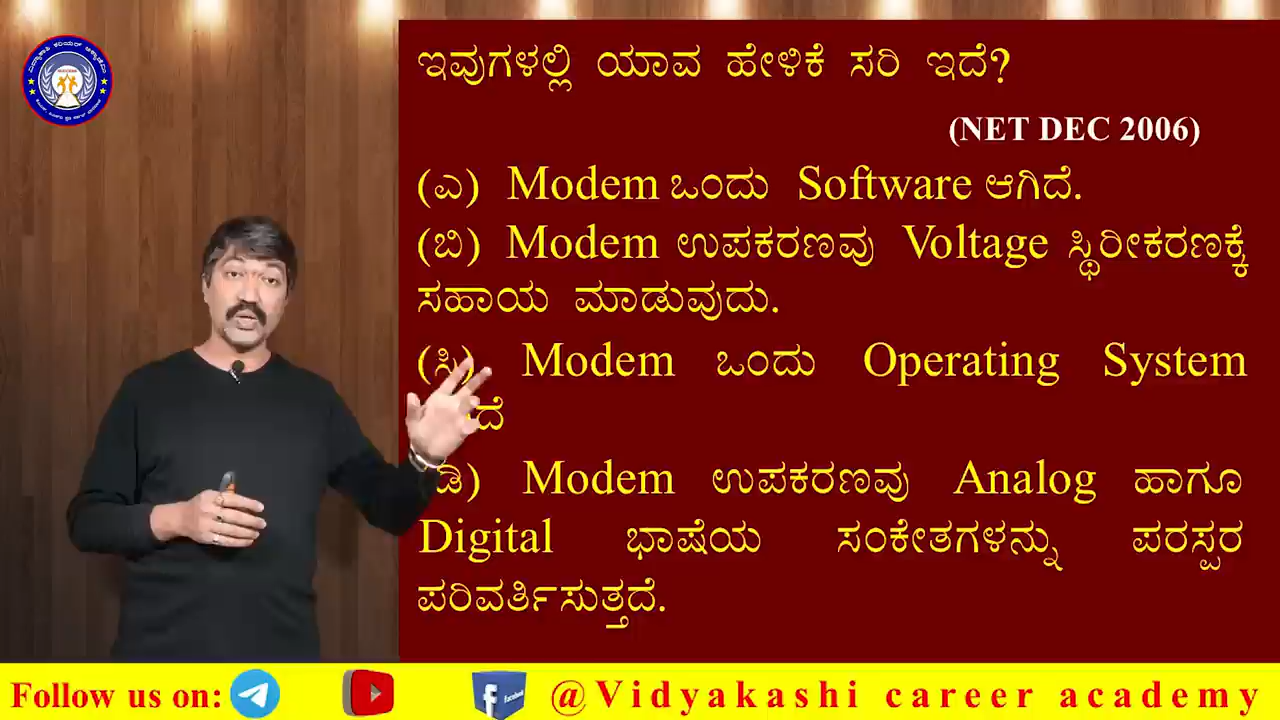 ಇವುಗಳಲ್ಲಿ ಯಾವ ಹೇಳಿಕೆ ಸರಿ ಇದೆ?
(NET DEC 2006)
(ಎ) Modem ಒಂದು Software ಆಗಿದೆ.
(ಬಿ) Modem ಉಪಕರಣವು Voltage ಸ್ಥಿರೀಕರಣಕ್ಕೆ
ಸಹಾಯ ಮಾಡುವುದು.
(ಸಿ) Modem ಒಂದು Operating System
(ಡಿ) Modem ಉಪಕರಣವು Analog ಹಾಗೂ
Digital ಭಾಷೆಯ ಸಂಕೇತಗಳನ್ನು ಪರಸ್ಪರ
ಪರಿವರ್ತಿಸುತ್ತದೆ.
Follow us on: @Vidyakashi career academy